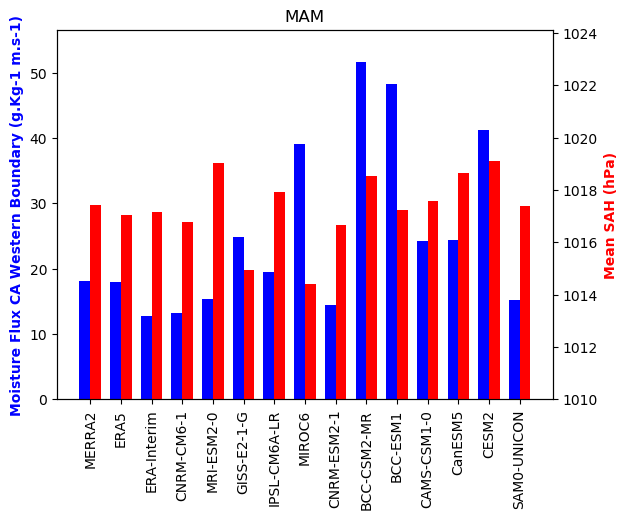 MAM
Moisture Flux CA Western Boundary (g.Kg-1 m.s-1)
50
40
30
20
10
0
1024
1022
1020
1018
1016
1014
1012
1010
Mean SAH (hPa)
MERRA2
ERA5
ERA-Interim
CNRM-CM6-1
MRI-ESM2-0
GISS-E2-1-G
IPSL-CM6A-LR
MIROC6
CNRM-ESM2-1
BCC-CSM2-MR
BCC-ESM1
CAMS-CSM1-0
CanESM5
CESM2
SAM0-UNICON